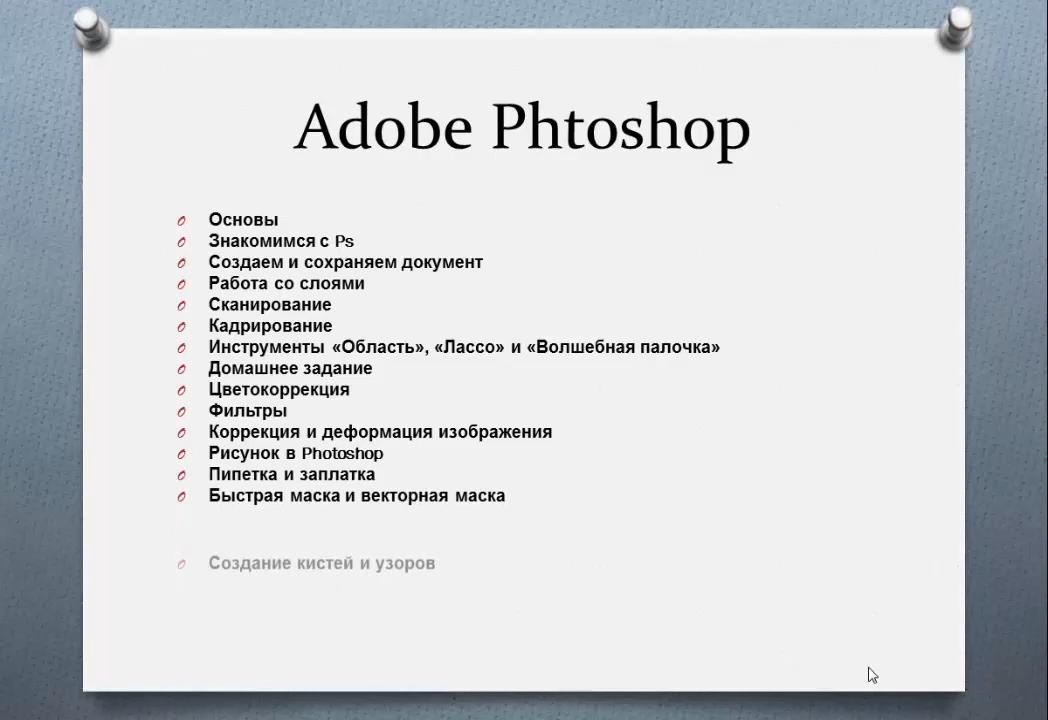 Adobe Phtoshop
Основы
Знакомимся с Ps
Создаем и сохраняем документ
Работа со слоями
Сканирование
Кадрирование
Инструменты «Область», «Лассо» и «Волшебная палочка»
Домашнее задание
Цветокоррекция
Фильтры
Коррекция и деформация изображения
Рисунок в Photoshop
Пипетка и заплатка
Быстрая маска и векторная маска
Создание кистей и узоров